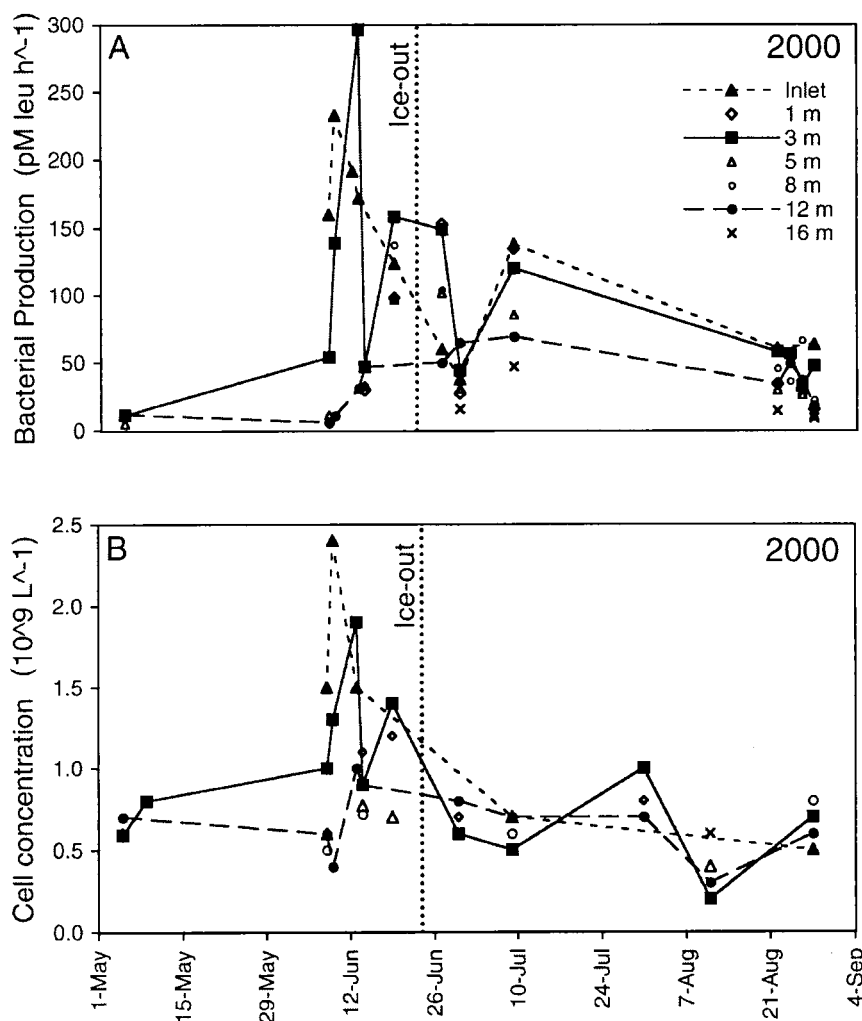 A
2000
Ice-out
Inlet
1 m
3 m
5 m
8 m
12 m
16 m
Bacterial Production (pM leu h^-1)
300
250
200
150
100
50
0
B
2000
Ice-out
Cell concentration (10^9 L^-1)
2.5
2.0
1.5
1.0
0.5
0.0
1-May
15-May
29-May
12-Jun
26-Jun
10-Jul
24-Jul
7-Aug
21-Aug
4-Sep